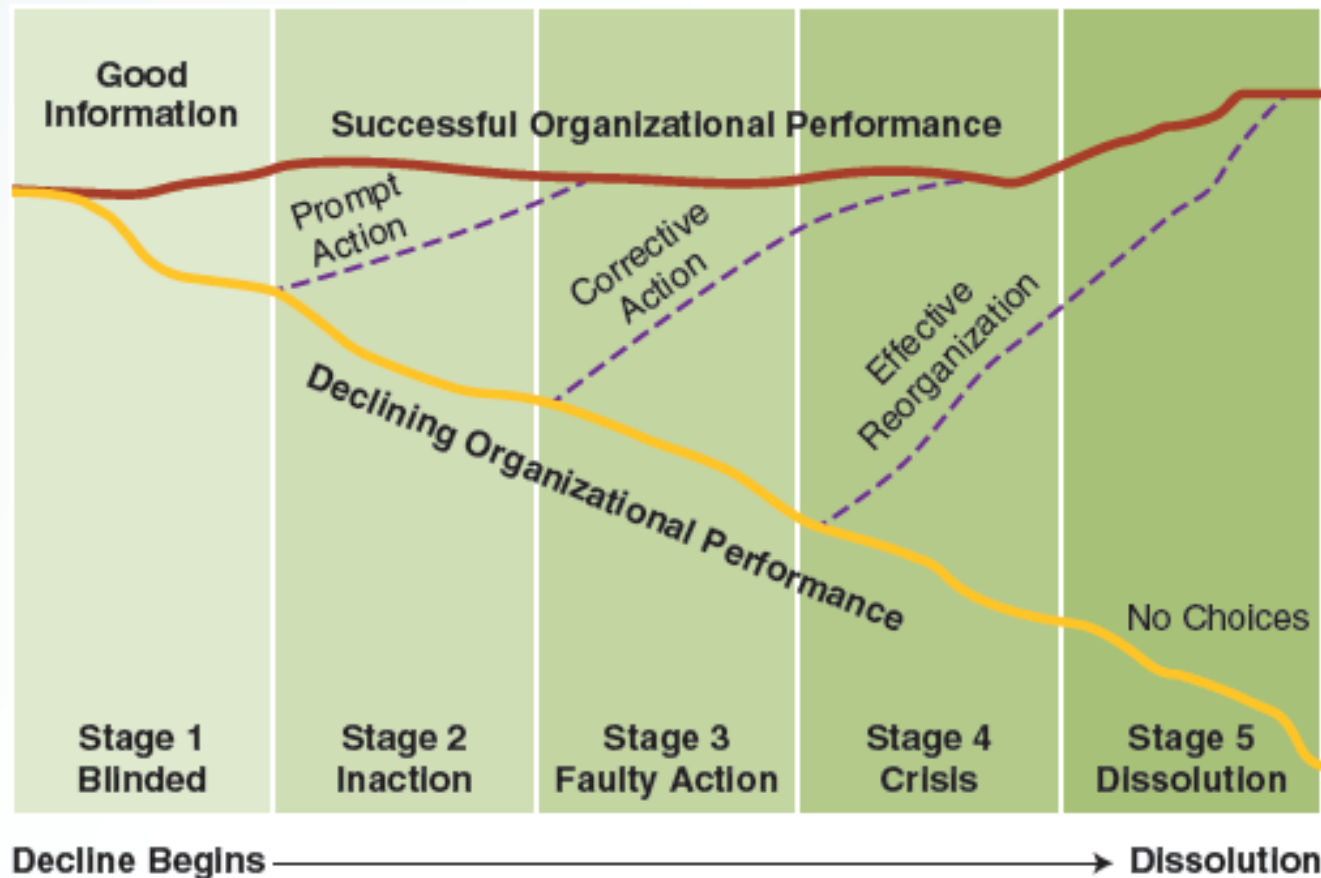 Good
Information
Successful Organizational Performance
Prompt
Action
Corrective
Action
Effective
Reorganization
Declining Organizational Performance
No Choices
Stage 1
Blinded
Stage 2
Inaction
Stage 3
Faulty Action
Stage 4
Crisis
Stage 5
Dissolution
Decline Begins
Dissolution